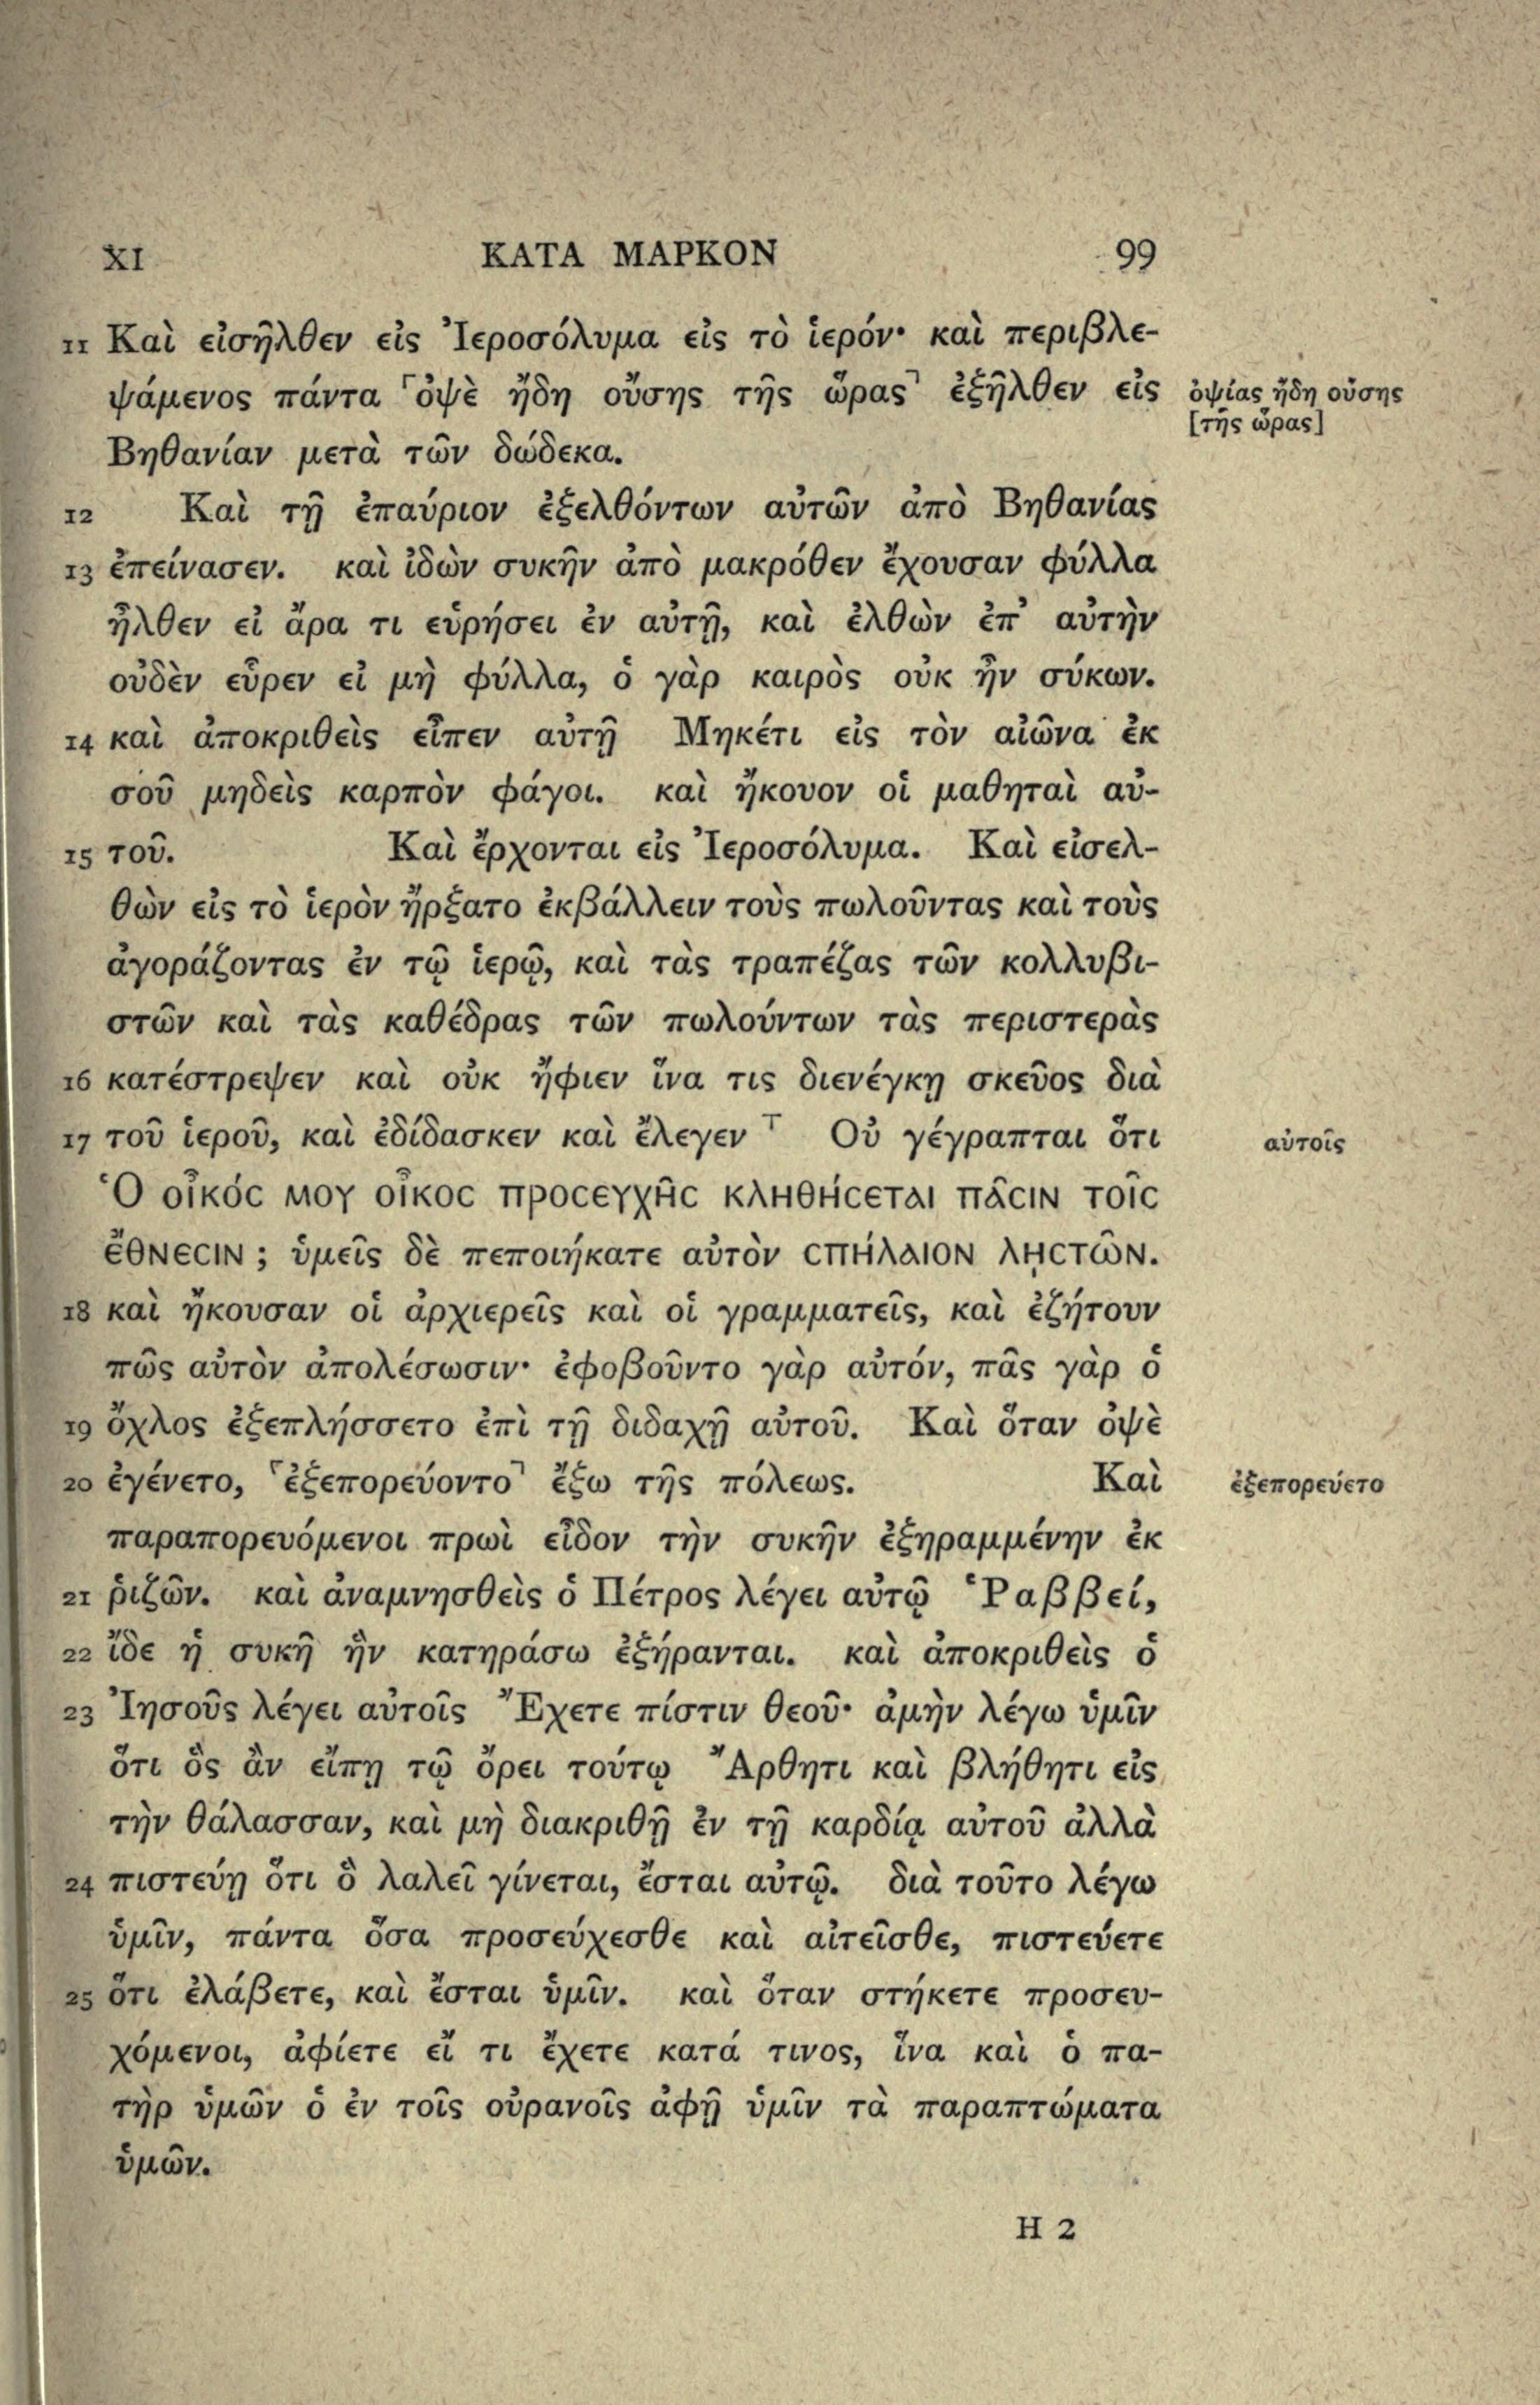 XI ΚΑΤΑ ΜΑΡΚΟΝ 99
11 Καὶ εἰσῆλθεν εἰς Ἰεροσόλυμα εἰς τὸ ἱερόν· καὶ περιβλε-
ψάμενος πάντα ⸢ὀψὲ ἤδη οὔσης τῆς ὥρας⸣ ἐξῆλθεν εἰς ὀψίας ἤδη οὔσης
[τῆς ὥρας]
Βηθανίαν μετὰ τῶν δώδεκα.
12 Καὶ τῇ ἐπαύριον ἐξελθόντων αὐτῶν ἀπὸ Βηθανίας
13 ἐπείνασεν. καὶ ἰδὼν συκῆν ἀπὸ μακρόθεν ἔχουσαν φύλλα
ἦλθεν εἰ ἄρα τι εὑρήσει ἐν αὐτῇ, καὶ ἐλθὼν ἐπ’ αὐτὴν
οὐδὲν εὗρεν εἰ μὴ φύλλα, ὁ γὰρ καιρὸς οὐκ ἦν σύκων.
14 καὶ ἀποκριθεὶς εἶπεν αὐτῇ Μηκέτι εἰς τὸν αἰῶνα ἐκ
σοῦ μηδεὶς καρπὸν φάγοι. καὶ ἤκουον οἱ μαθηταὶ αὐ-
15 τοῦ. Καὶ ἔρχονται εἰς Ἰεροσόλυμα. Καὶ εἰσελ-
θὼν εἰς τὸ ἱερὸν ἤρξατο ἐκβάλλειν τοὺς πωλοῦντας καὶ τοὺς
ἀγοράζοντας ἐν τῷ ἱερῷ, καὶ τὰς τραπέζας τῶν κολλυβι-
στῶν καὶ τὰς καθέδρας τῶν πωλούντων τὰς περιστερὰς
16 κατέστρεψεν καὶ οὐκ ἤφιεν ἵνα τις διενέγκῃ σκεῦος διὰ
17 τοῦ ἱεροῦ, καὶ ἐδίδασκεν καὶ ἔλεγεν ⸆ Οὐ γέγραπται ὅτι αὐτοῖς
Ὁ οἶκόϲ μου οἶκοϲ προϲευχῆϲ κληθήϲεται πᾶϲιν τοῖϲ
ἔθνεϲιν; ὑμεῖς δὲ πεποιήκατε αὐτὸν ϲπήλαιον λῃϲτῶν.
18 καὶ ἤκουσαν οἱ ἀρχιερεῖς καὶ οἱ γραμματεῖς, καὶ ἐζήτουν
πῶς αὐτὸν ἀπολέσωσιν· ἐφοβοῦντο γὰρ αὐτόν, πᾶς γὰρ ὁ
19 ὄχλος ἐξεπλήσσετο ἐπὶ τῇ διδαχῇ αὐτοῦ. Καὶ ὅταν ὀψὲ
20 ἐγένετο, ⸢ἐξεπορεύοντο⸣ ἔξω τῆς πόλεως. Καὶ ἐξεπορεύετο
παραπορευόμενοι πρωὶ εἶδον τὴν συκῆν ἐξηραμμένην ἐκ
21 ῥιζῶν. καὶ ἀναμνησθεὶς ὁ Πέτρος λέγει αὐτῷ Ῥαββεί,
22 ἴδε ἡ συκῆ ἣν κατηράσω ἐξήρανται. καὶ ἀποκριθεὶς ὁ
23 Ἰησοῦς λέγει αὐτοῖς Ἔχετε πίστιν θεοῦ· ἀμὴν λέγω ὑμῖν
ὅτι ὃς ἂν εἴπῃ τῷ ὄρει τούτῳ Ἄρθητι καὶ βλήθητι εἰς
τὴν θάλασσαν, καὶ μὴ διακριθῇ ἐν τῇ καρδίᾳ αὐτοῦ ἀλλὰ
24 πιστεύῃ ὅτι ὃ λαλεῖ γίνεται, ἔσται αὐτῷ. διὰ τοῦτο λέγω
ὑμῖν, πάντα ὅσα προσεύχεσθε καὶ αἰτεῖσθε, πιστεύετε
25 ὅτι ἐλάβετε, καὶ ἔσται ὑμῖν. καὶ ὅταν στήκετε προσευ-
χόμενοι, ἀφίετε εἴ τι ἔχετε κατά τινος, ἵνα καὶ ὁ πα-
τὴρ ὑμῶν ὁ ἐν τοῖς οὐρανοῖς ἀφῇ ὑμῖν τὰ παραπτώματα
ὑμῶν.
H 2